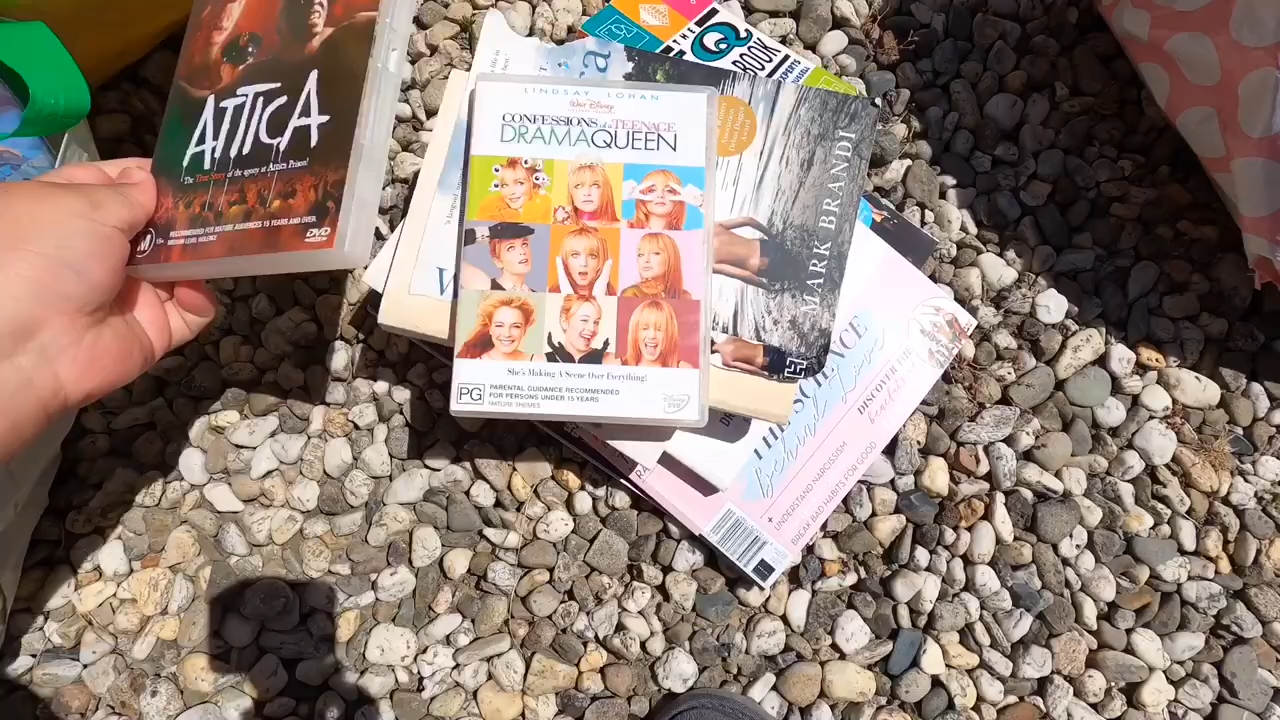 ATTICA
The True Story of the agony at Attica Prison!
M
15+
RECOMMENDED FOR MATURE AUDIENCES 15 YEARS AND OVER.
MEDIUM LEVEL VIOLENCE
DVD
LINDSAY LOHAN
Walt Disney
CONFESSIONS of a TEENAGE
DRAMA QUEEN
She's Making A Scene Over Everything!
PG
PARENTAL GUIDANCE RECOMMENDED
FOR PERSONS UNDER 15 YEARS
MATURE THEMES
Disney
DVD
THE
Q
BOOK
MARK BRANDI
Debut Dagger
Award
H
SCIENCE
Behind Love
DISCOVER THE
UNDERSTAND NARCISSISM
BREAK BAD HABITS FOR GOOD